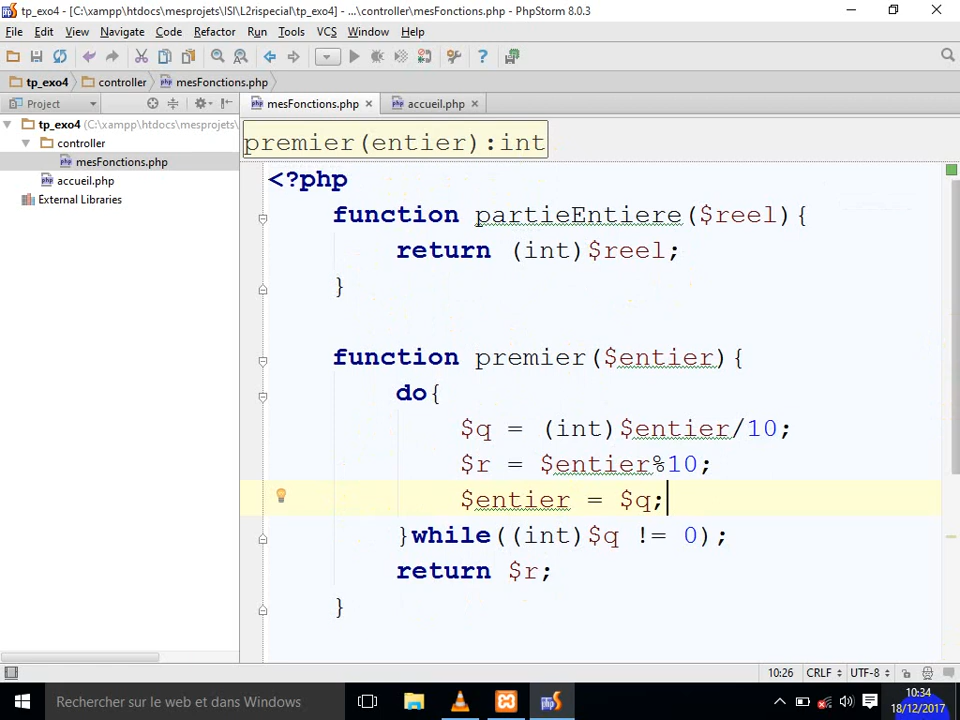 tp_exo4 - [C:\xampp\htdocs\mesprojets\ISI\L2rispecial\tp_exo4] - ...\controller\mesFonctions.php - PhpStorm 8.0.3
File Edit View Navigate Code Refactor Run Tools VCS Window Help
tp_exo4 controller mesFonctions.php
Project mesFonctions.php accueil.php
tp_exo4 (C:\xampp\htdocs\mesprojets\
controller
mesFonctions.php
accueil.php
External Libraries
premier(entier):int
<?php
function partieEntiere($reel){
return (int)$reel;
}
function premier($entier){
do{
$q = (int)$entier/10;
$r = $entier%10;
$entier = $q;
}while((int)$q != 0);
return $r;
}
10:26 CRLF UTF-8
Rechercher sur le web et dans Windows
10:34
18/12/2017